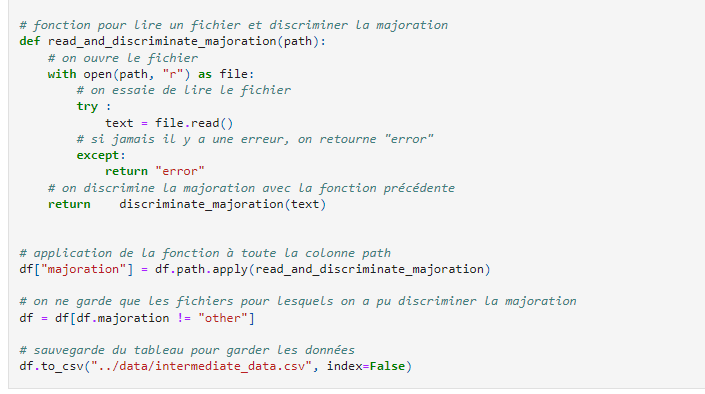 # fonction pour lire un fichier et discriminer la majoration
def read_and_discriminate_majoration(path):
    # on ouvre le fichier
    with open(path, "r") as file:
        # on essaie de lire le fichier
        try :
            text = file.read()
        # si jamais il y a une erreur, on retourne "error"
        except:
            return "error"
    # on discrimine la majoration avec la fonction précédente
    return    discriminate_majoration(text)

# application de la fonction à toute la colonne path
df["majoration"] = df.path.apply(read_and_discriminate_majoration)

# on ne garde que les fichiers pour lesquels on a pu discriminer la majoration
df = df[df.majoration != "other"]

# sauvegarde du tableau pour garder les données
df.to_csv("../data/intermediate_data.csv", index=False)